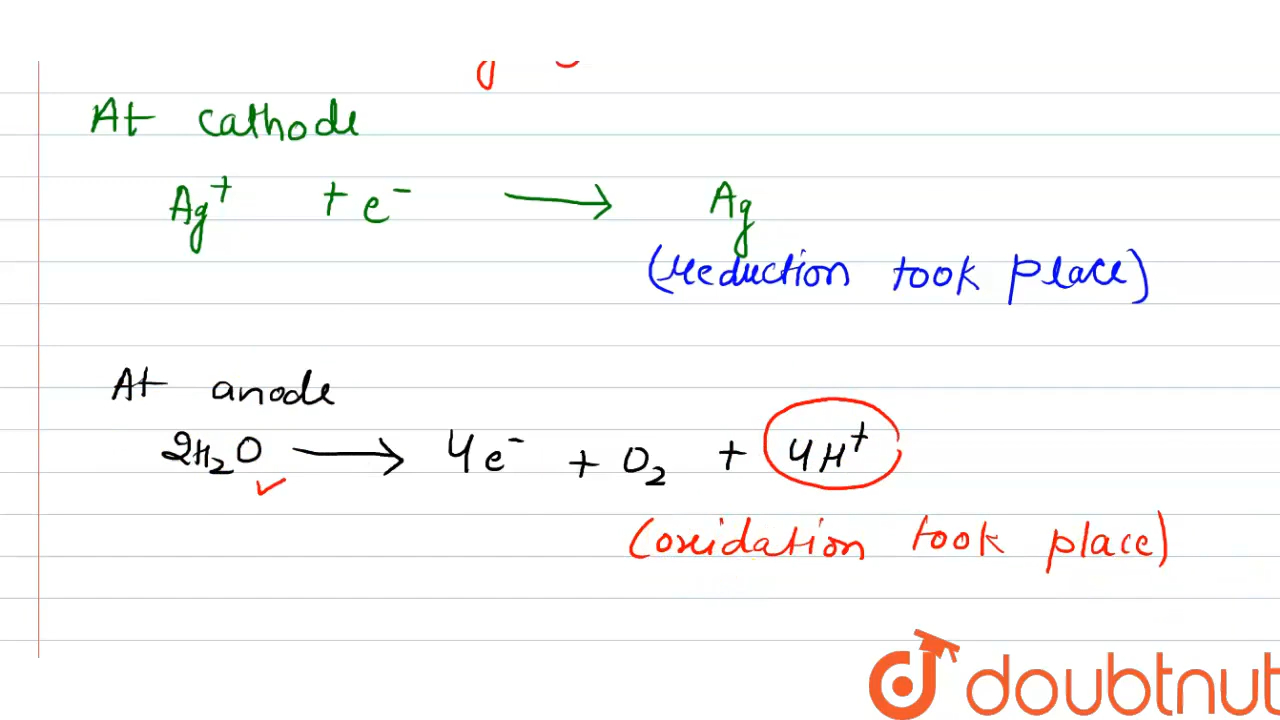 At cathode
Ag⁺ + e⁻ ⟶ Ag
(reduction took place)
At anode
2H₂O ⟶ 4e⁻ + O₂ + 4H⁺
(oxidation took place)
doubtnut